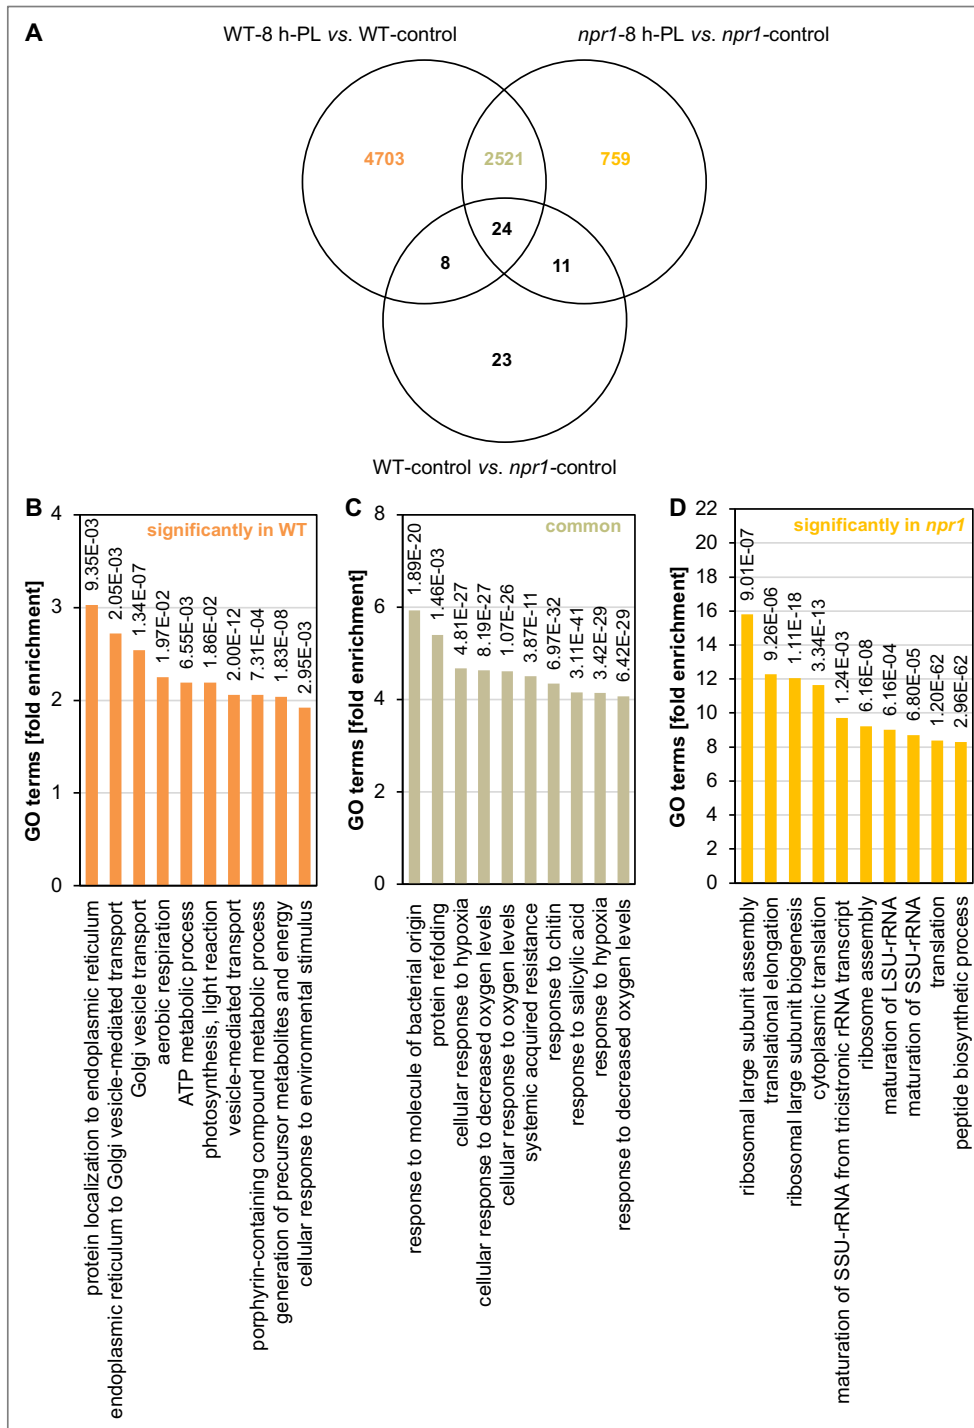 A
WT-8 h-PL vs. WT-control
npr1-8 h-PL vs. npr1-control
4703
2521
759
24
8
11
23
WT-control vs. npr1-control
B
GO terms [fold enrichment]
4
3
2
1
0
significantly in WT
9.35E-03
2.05E-03
1.34E-07
1.97E-02
6.55E-03
1.86E-02
2.00E-12
7.31E-04
1.83E-08
2.95E-03
protein localization to endoplasmic reticulum
endoplasmic reticulum to Golgi vesicle-mediated transport
Golgi vesicle transport
aerobic respiration
ATP metabolic process
photosynthesis, light reaction
vesicle-mediated transport
porphyrin-containing compound metabolic process
generation of precursor metabolites and energy
cellular response to environmental stimulus
C
GO terms [fold enrichment]
8
6
4
2
0
common
1.89E-20
1.46E-03
4.81E-27
8.19E-27
1.07E-26
3.87E-11
6.97E-32
3.11E-41
3.42E-29
6.42E-29
response to molecule of bacterial origin
protein refolding
cellular response to hypoxia
cellular response to decreased oxygen levels
cellular response to oxygen levels
systemic acquired resistance
response to chitin
response to salicylic acid
response to hypoxia
response to decreased oxygen levels
D
GO terms [fold enrichment]
22
20
18
16
14
12
10
8
6
4
2
0
significantly in npr1
9.01E-07
9.26E-06
1.11E-18
3.34E-13
1.24E-03
6.16E-08
6.16E-04
6.80E-05
1.20E-62
2.96E-62
ribosomal large subunit assembly
translational elongation
ribosomal large subunit biogenesis
cytoplasmic translation
maturation of SSU-rRNA from tricistronic rRNA transcript
ribosome assembly
maturation of LSU-rRNA
maturation of SSU-rRNA
translation
peptide biosynthetic process